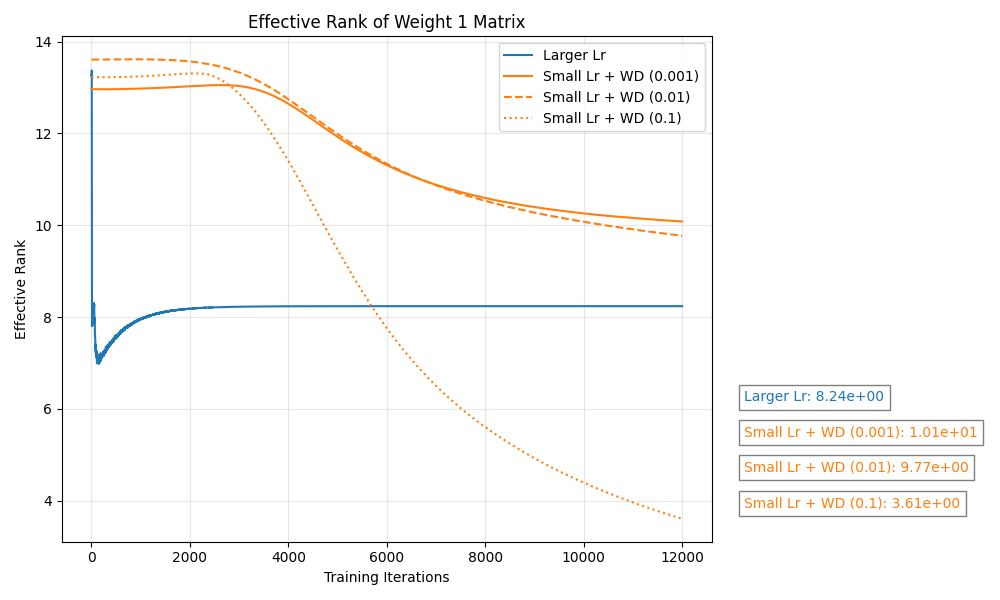 Effective Rank of Weight 1 Matrix
Larger Lr
Small Lr + WD (0.001)
Small Lr + WD (0.01)
Small Lr + WD (0.1)
14
12
10
8
6
4
Effective Rank
0
2000
4000
6000
8000
10000
12000
Training Iterations
Larger Lr: 8.24e+00
Small Lr + WD (0.001): 1.01e+01
Small Lr + WD (0.01): 9.77e+00
Small Lr + WD (0.1): 3.61e+00